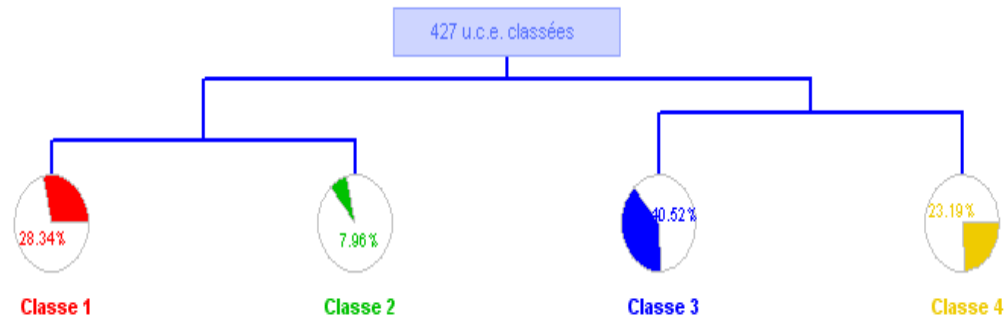 427 u.c.e. classées
28.34%
7.96%
40.52%
23.19%
Classe 1
Classe 2
Classe 3
Classe 4